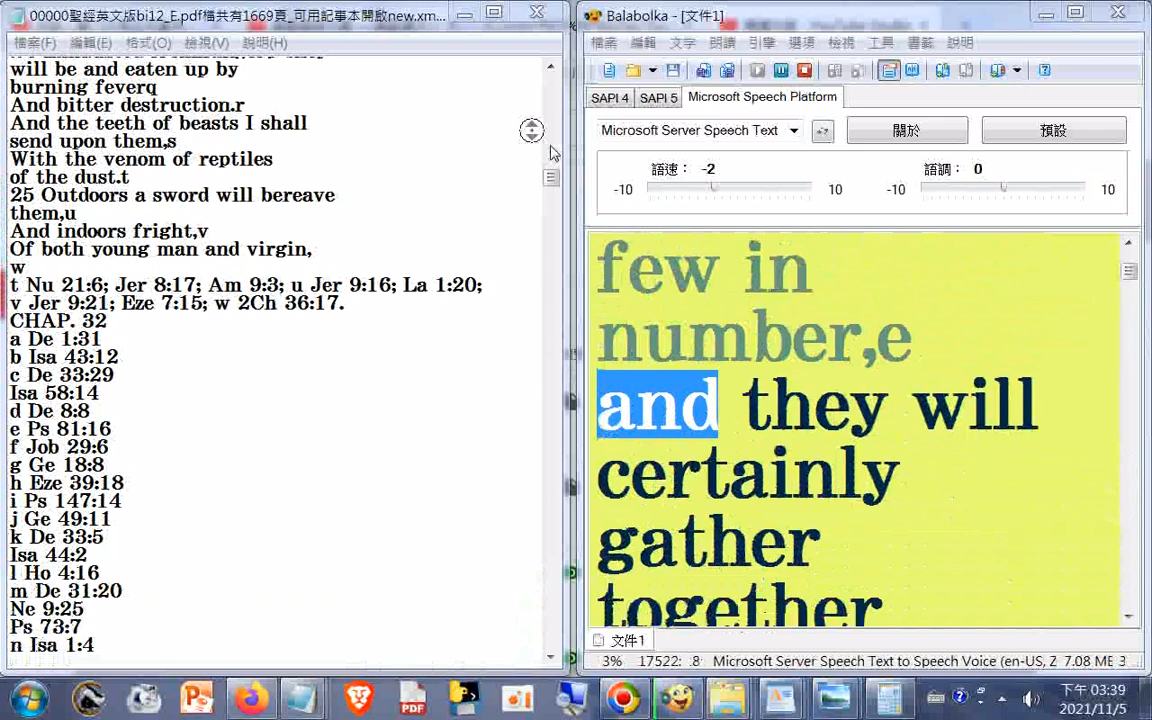 00000聖經英文版bi12_E.pdf檔共有1669頁_可用記事本開啟new.xm...
檔案(F) 編輯(E) 格式(O) 檢視(V) 說明(H)
will be and eaten up by
burning feverq
And bitter destruction.r
And the teeth of beasts I shall
send upon them,s
With the venom of reptiles
of the dust.t
25 Outdoors a sword will bereave
them,u
And indoors fright,v
Of both young man and virgin,
w
t Nu 21:6; Jer 8:17; Am 9:3; u Jer 9:16; La 1:20;
v Jer 9:21; Eze 7:15; w 2Ch 36:17.
CHAP. 32
a De 1:31
b Isa 43:12
c De 33:29
Isa 58:14
d De 8:8
e Ps 81:16
f Job 29:6
g Ge 18:8
h Eze 39:18
i Ps 147:14
j Ge 49:11
k De 33:5
Isa 44:2
l Ho 4:16
m De 31:20
Ne 9:25
Ps 73:7
n Isa 1:4
Balabolka - [文件1]
檔案 編輯 文字 朗讀 引擎 選項 檢視 工具 書籤 說明
SAPI 4 SAPI 5 Microsoft Speech Platform
Microsoft Server Speech Text 關於 預設
語速： -2 語調： 0
-10 10 -10 10
few in
number,e
and they will
certainly
gather
together
文件1
3% 17522: 8 Microsoft Server Speech Text to Speech Voice (en-US, Z 7.08 MB 3
PDF
下午 03:39
2021/11/5